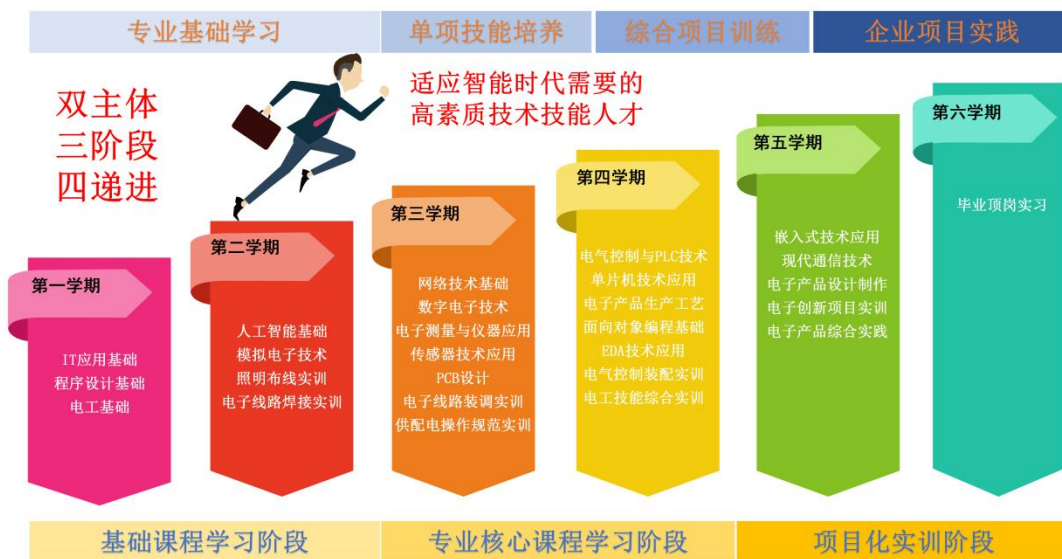 专业基础学习
单项技能培养
综合项目训练
企业项目实践
双主体
三阶段
四递进
适应智能时代需要的
高素质技术技能人才
第一学期
IT应用基础
程序设计基础
电工基础
第二学期
人工智能基础
模拟电子技术
照明布线实训
电子线路焊接实训
第三学期
网络技术基础
数字电子技术
电子测量与仪器应用
传感器技术应用
PCB设计
电子线路装调实训
供配电操作规范实训
第四学期
电气控制与PLC技术
单片机技术应用
电子产品生产工艺
面向对象编程基础
EDA技术应用
电气控制装配实训
电工技能综合实训
第五学期
嵌入式技术应用
现代通信技术
电子产品设计制作
电子创新项目实训
电子产品综合实践
第六学期
毕业顶岗实习
基础课程学习阶段
专业核心课程学习阶段
项目化实训阶段